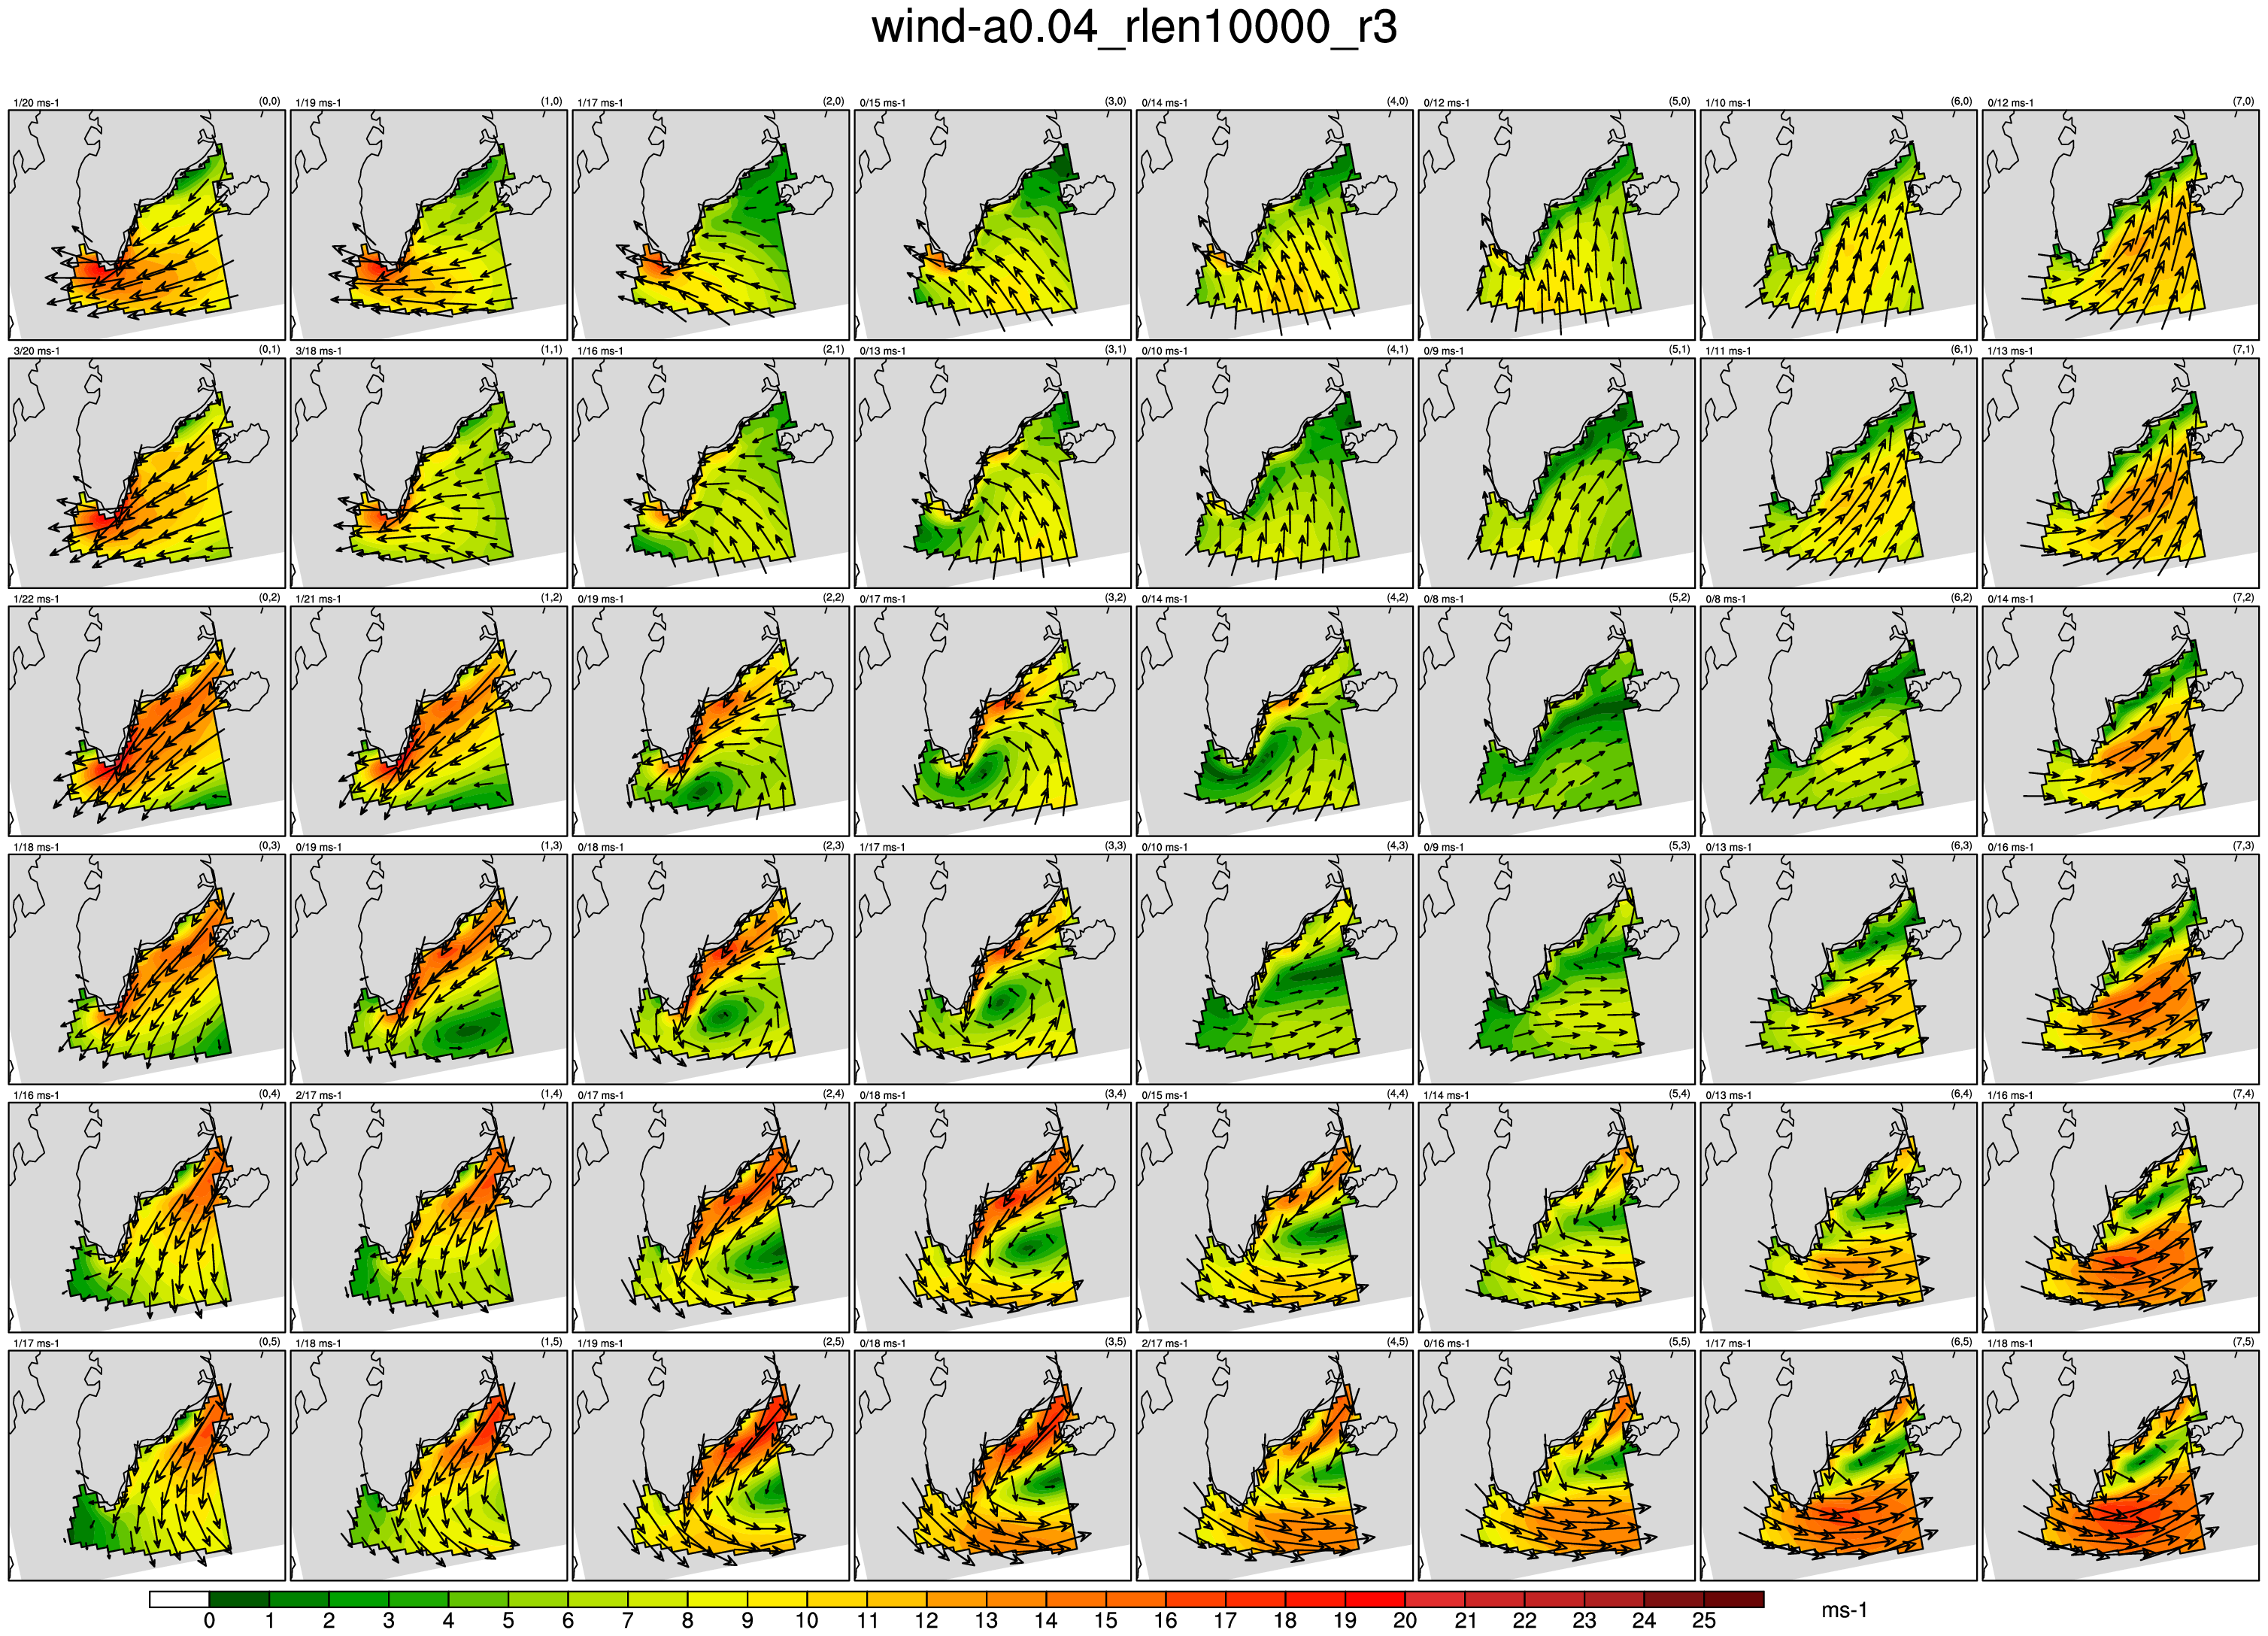 wind-a0.04_rlen10000_r3
1/20 ms-1 (0,0) 1/19 ms-1 (1,0) 1/17 ms-1 (2,0) 0/15 ms-1 (3,0) 0/14 ms-1 (4,0) 0/12 ms-1 (5,0) 1/10 ms-1 (6,0) 0/12 ms-1 (7,0)
3/20 ms-1 (0,1) 3/18 ms-1 (1,1) 1/16 ms-1 (2,1) 0/13 ms-1 (3,1) 0/10 ms-1 (4,1) 0/9 ms-1 (5,1) 1/11 ms-1 (6,1) 1/13 ms-1 (7,1)
1/22 ms-1 (0,2) 1/21 ms-1 (1,2) 0/19 ms-1 (2,2) 0/17 ms-1 (3,2) 0/14 ms-1 (4,2) 0/8 ms-1 (5,2) 0/8 ms-1 (6,2) 0/14 ms-1 (7,2)
1/18 ms-1 (0,3) 0/19 ms-1 (1,3) 0/18 ms-1 (2,3) 1/17 ms-1 (3,3) 0/10 ms-1 (4,3) 0/9 ms-1 (5,3) 0/13 ms-1 (6,3) 0/16 ms-1 (7,3)
1/16 ms-1 (0,4) 2/17 ms-1 (1,4) 0/17 ms-1 (2,4) 0/18 ms-1 (3,4) 0/15 ms-1 (4,4) 1/14 ms-1 (5,4) 0/13 ms-1 (6,4) 1/16 ms-1 (7,4)
1/17 ms-1 (0,5) 1/18 ms-1 (1,5) 1/19 ms-1 (2,5) 0/18 ms-1 (3,5) 2/17 ms-1 (4,5) 0/16 ms-1 (5,5) 1/17 ms-1 (6,5) 1/18 ms-1 (7,5)
0 1 2 3 4 5 6 7 8 9 10 11 12 13 14 15 16 17 18 19 20 21 22 23 24 25 ms-1